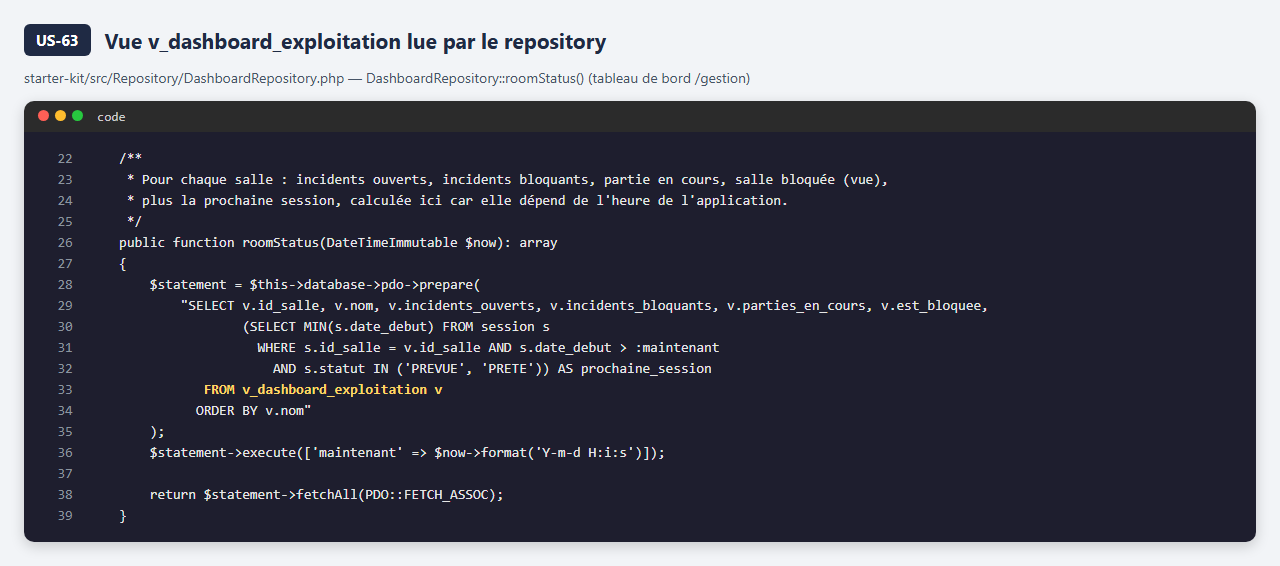 US-63 Vue v_dashboard_exploitation lue par le repository
starter-kit/src/Repository/DashboardRepository.php — DashboardRepository::roomStatus() (tableau de bord /gestion)
code
22 /**
23 * Pour chaque salle : incidents ouverts, incidents bloquants, partie en cours, salle bloquée (vue),
24 * plus la prochaine session, calculée ici car elle dépend de l'heure de l'application.
25 */
26 public function roomStatus(DateTimeImmutable $now): array
27 {
28 $statement = $this->database->pdo->prepare(
29 "SELECT v.id_salle, v.nom, v.incidents_ouverts, v.incidents_bloquants, v.parties_en_cours, v.est_bloquee,
30 (SELECT MIN(s.date_debut) FROM session s
31 WHERE s.id_salle = v.id_salle AND s.date_debut > :maintenant
32 AND s.statut IN ('PREVUE', 'PRETE')) AS prochaine_session
33 FROM v_dashboard_exploitation v
34 ORDER BY v.nom"
35 );
36 $statement->execute(['maintenant' => $now->format('Y-m-d H:i:s')]);
37
38 return $statement->fetchAll(PDO::FETCH_ASSOC);
39 }